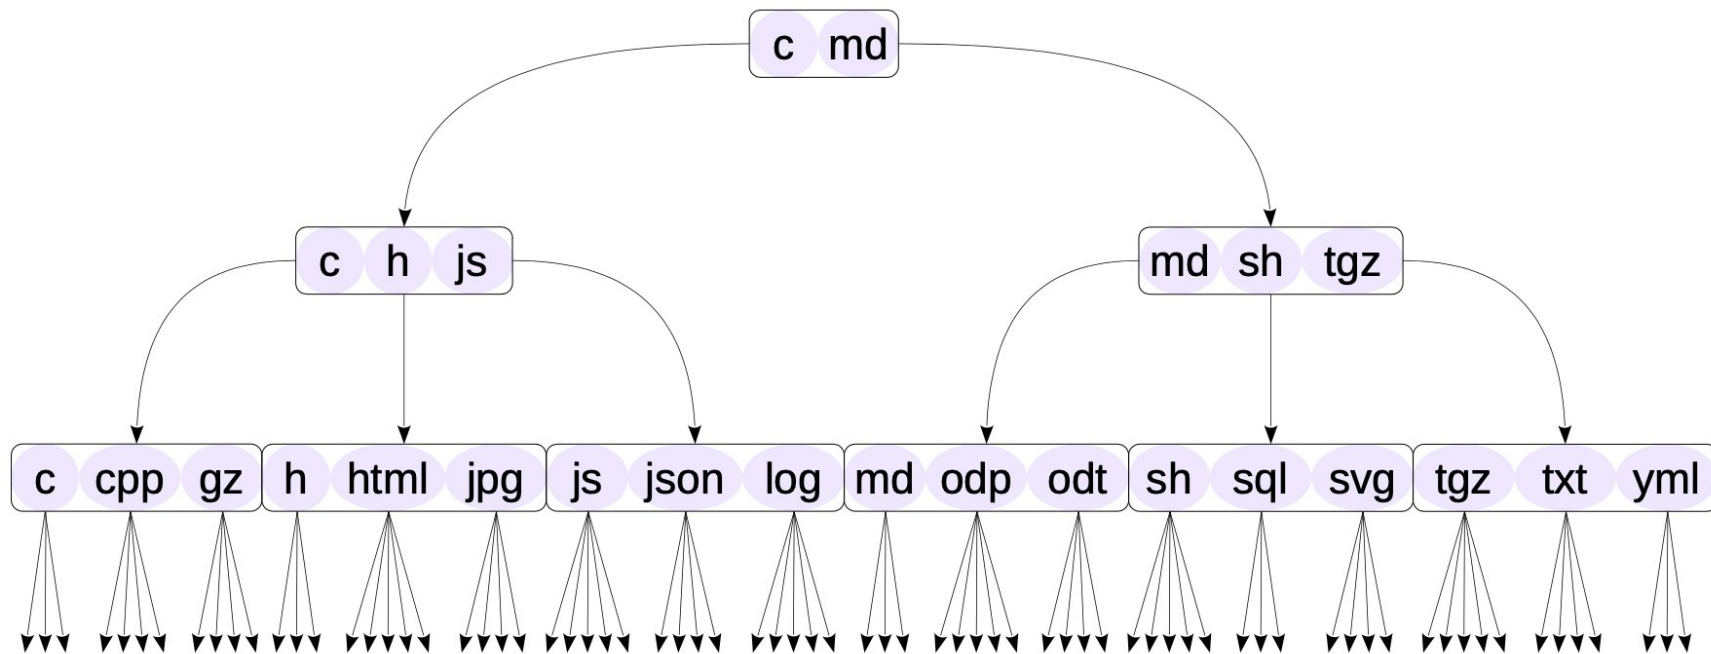 c md
c h js
md sh tgz
c cpp gz h html jpg js json log md odp odt sh sql svg tgz txt yml